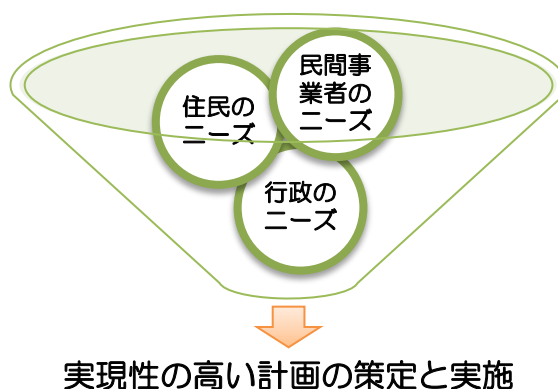 民間事
業者の
ニーズ
住民の
ニーズ
行政の
ニーズ
実現性の高い計画の策定と実施